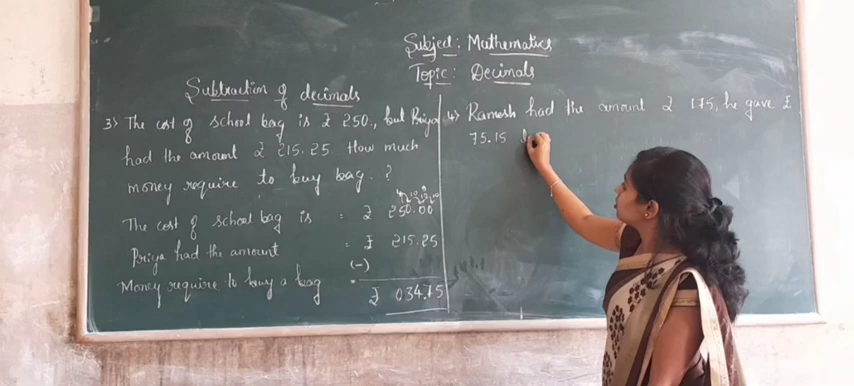 Subject: Mathematics
Topic: Decimals
Subtraction of decimals
3) The cost of school bag is ₹ 250., but Priya
had the amount ₹ 215.25 How much
money require to buy bag. ?
The cost of school bag is = ₹ 250.00
Priya had the amount = ₹ 215.25
(-)
Money require to buy a bag = ₹ 034.75
4) Ramesh had the amount ₹ 175, he gave ₹
75.15